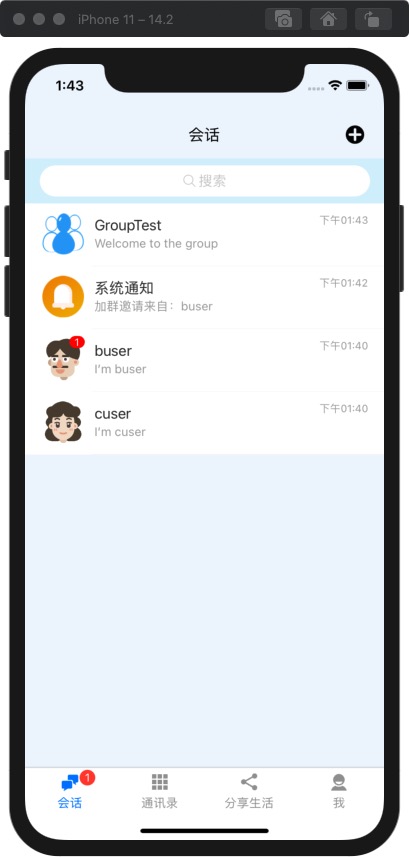 iPhone 11 – 14.2
1:43
会话
搜索
GroupTest
下午01:43
Welcome to the group
系统通知
下午01:42
加群邀请来自：buser
1
buser
下午01:40
I'm buser
cuser
下午01:40
I'm cuser
1
会话
通讯录
分享生活
我